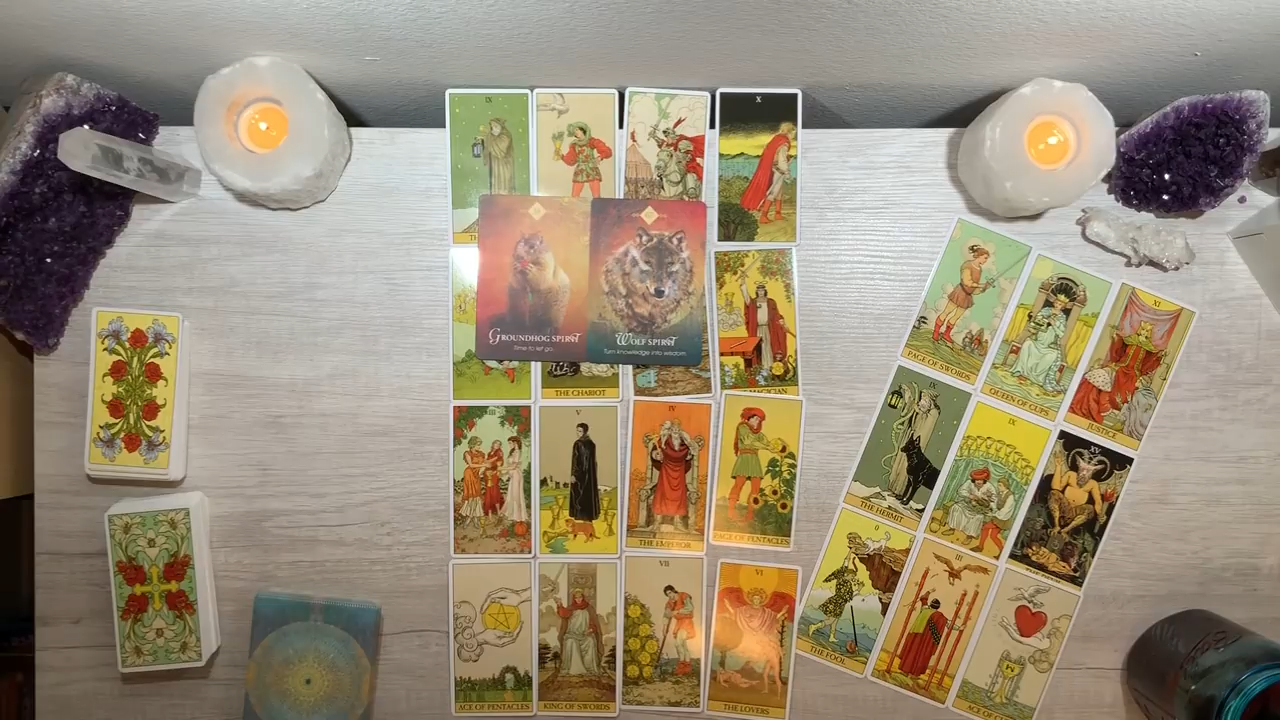 IX
X
GROUNDHOG SPIRIT
Time to let go
WOLF SPIRIT
Turn knowledge into wisdom
THE CHARIOT
MAGICIAN
III
V
IV
THE EMPEROR
PAGE OF PENTACLES
ACE OF PENTACLES
KING OF SWORDS
VII
VI
THE LOVERS
PAGE OF SWORDS
QUEEN OF CUPS
XI
JUSTICE
IX
THE HERMIT
IX
XV
0
THE FOOL
III
ACE OF